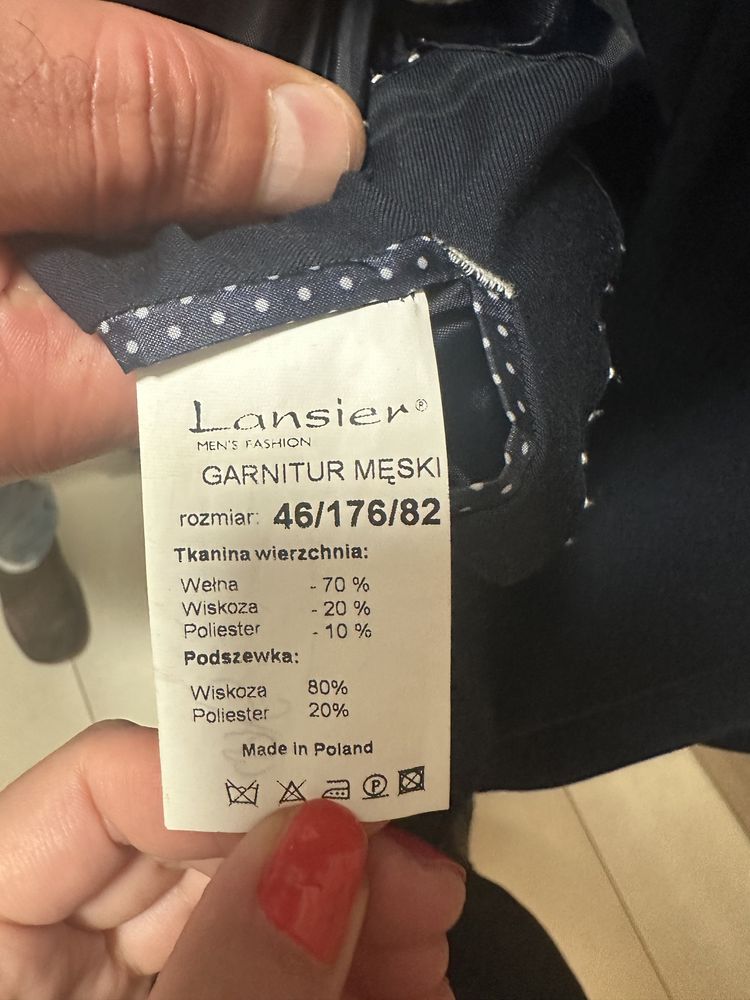 Lansier®
MEN'S FASHION
GARNITUR MĘSKI
rozmiar: 46/176/82
Tkanina wierzchnia:
Wełna - 70 %
Wiskoza - 20 %
Poliester - 10 %
Podszewka:
Wiskoza 80%
Poliester 20%
Made in Poland
P